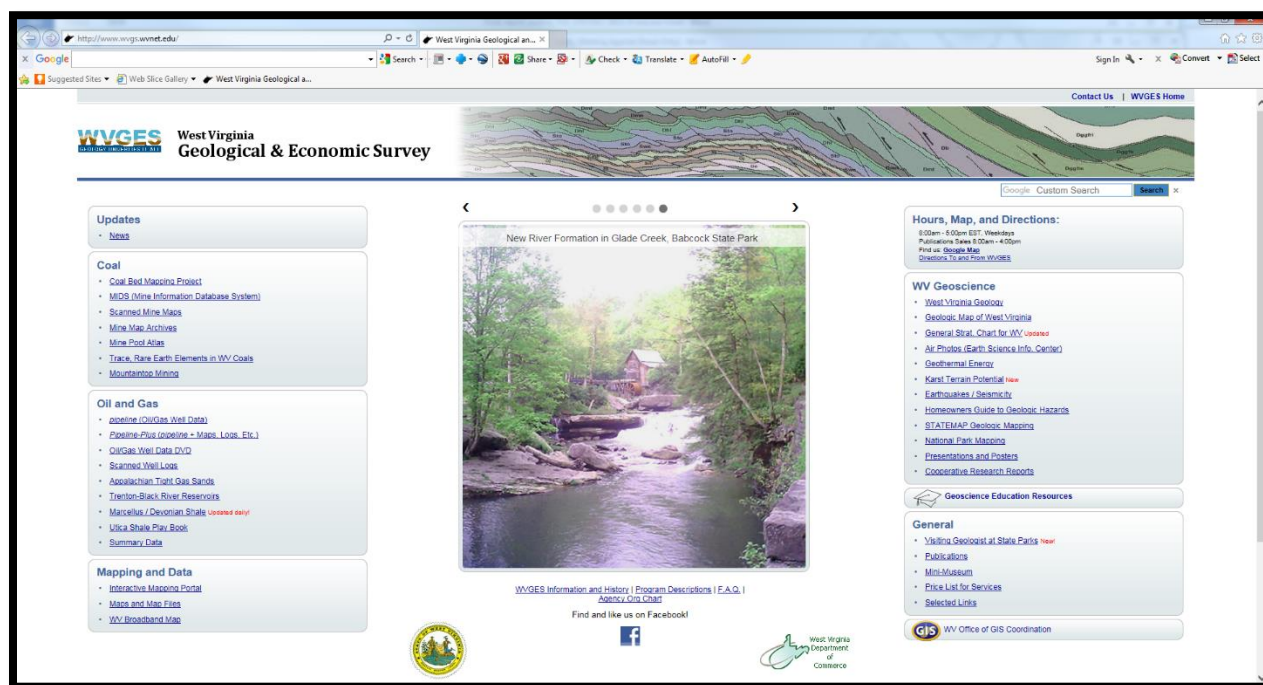 http://www.wvgs.wvnet.edu/
West Virginia Geological an...
x Google
Search
Share
Check
Translate
AutoFill
Sign In
x
Convert
Select
Suggested Sites
Web Slice Gallery
West Virginia Geological a...
Contact Us | WVGES Home
WVGES
West Virginia
Geological & Economic Survey
Google Custom Search
Search
x
Updates
News
Coal
Coal Bed Mapping Project
MIDS (Mine Information Database System)
Scanned Mine Maps
Mine Map Archives
Mine Pool Atlas
Trace, Rare Earth Elements in WV Coals
Mountaintop Mining
Oil and Gas
pipeline (Oil/Gas Well Data)
Pipeline-Plus (pipeline + Maps, Logs, Etc.)
Oil/Gas Well Data DVD
Scanned Well Logs
Appalachian Tight Gas Sands
Trenton-Black River Reservoirs
Marcellus / Devonian Shale Updated daily!
Utica Shale Play Book
Summary Data
Mapping and Data
Interactive Mapping Portal
Maps and Map Files
WV Broadband Map
New River Formation in Glade Creek, Babcock State Park
WVGES Information and History | Program Descriptions | F.A.Q. |
Agency Org Chart
Find and like us on Facebook!
West Virginia
Department
of
Commerce
Hours, Map, and Directions:
8:00am - 5:00pm EST, Weekdays
Publications Sales 8:00am - 4:00pm
Find us: Google Map
Directions To and From WVGES
WV Geoscience
West Virginia Geology
Geologic Map of West Virginia
General Strat. Chart for WV Updated
Air Photos (Earth Science Info. Center)
Geothermal Energy
Karst Terrain Potential New
Earthquakes / Seismicity
Homeowners Guide to Geologic Hazards
STATEMAP Geologic Mapping
National Park Mapping
Presentations and Posters
Cooperative Research Reports
Geoscience Education Resources
General
Visiting Geologist at State Parks New!
Publications
Mini-Museum
Price List for Services
Selected Links
GIS WV Office of GIS Coordination